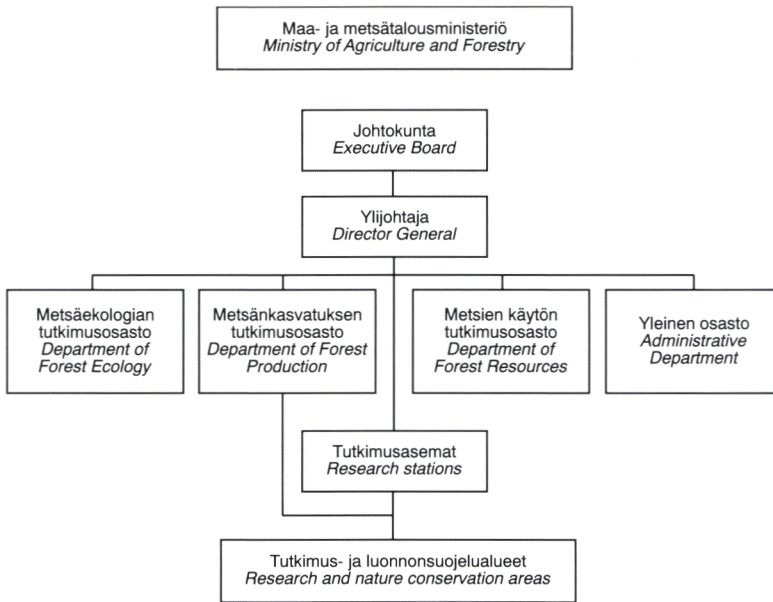 Maa- ja metsätalousministeriö
Ministry of Agriculture and Forestry
Johtokunta
Executive Board
Ylijohtaja
Director General
Metsäekologian
tutkimusosasto
Department of
Forest Ecology
Metsänkasvatuksen
tutkimusosasto
Department of Forest
Production
Metsien käytön
tutkimusosasto
Department of
Forest Resources
Yleinen osasto
Administrative
Department
Tutkimusasemat
Research stations
Tutkimus- ja luonnonsuojelualueet
Research and nature conservation areas